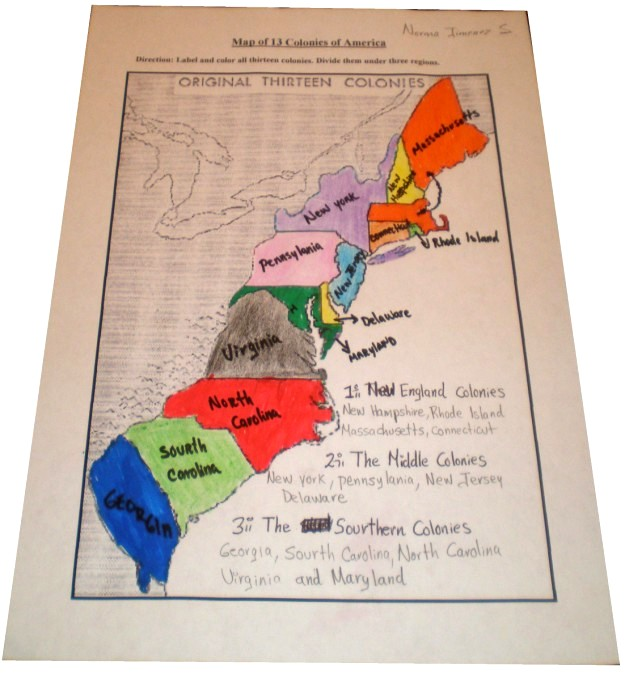 Norma Jimenez S
Map of 13 Colonies of America
Direction: Label and color all thirteen colonies. Divide them under three regions.
ORIGINAL THIRTEEN COLONIES
Massachusetts
New
Hampshire
New York
Connecticut
Rhode Island
Pennsylvania
New Jersey
Delaware
M
MARYLAND
Virginia
North
Carolina
Sourth
Carolina
GEORGIA
1:: New England Colonies
New Hampshire, Rhode Island
Massachusetts, Connecticut
2:: The Middle Colonies
New York, Pennsylania, New Jersey
Delaware
3:: The Sourthern Colonies
Georgia, Sourth Carolina, North Carolina
Virginia and Maryland